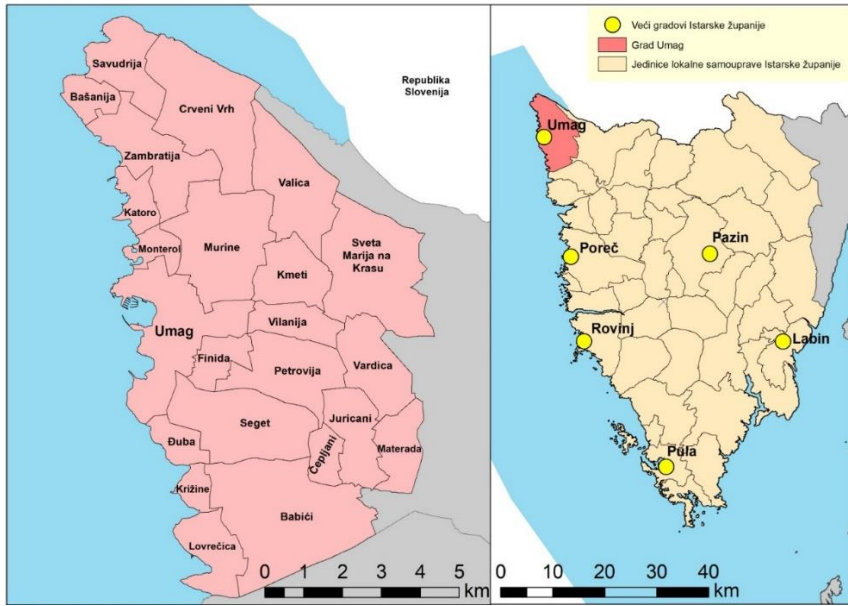 Savudrija
Bašanija
Crveni Vrh
Republika
Slovenija
Zambratija
Valica
Katoro
Monterol
Murine
Sveta
Marija na
Krasu
Kmeti
Umag
Vilanija
Finida
Petrovija
Vardica
Seget
Juricani
Đuba
Čepljani
Materada
Križine
Babići
Lovrečica
0 1 2 3 4 5
km
Veći gradovi Istarske županije
Grad Umag
Jedinice lokalne samouprave Istarske županije
Umag
Poreč
Pazin
Rovinj
Labin
Pula
0 10 20 30 40
km